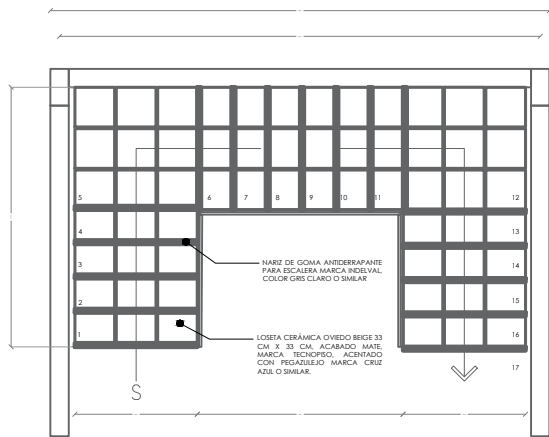 5
6
7
8
9
10
11
12
4
13
NARIZ DE GOMA ANTIDERRAPANTE
PARA ESCALERA MARCA INDELVAL,
COLOR GRIS CLARO O SIMILAR
3
14
2
15
LOSETA CERÁMICA OVIEDO BEIGE 33
CM X 33 CM, ACABADO MATE,
MARCA TECNOPISO, ACENTADO
CON PEGAZULEJO MARCA CRUZ
AZUL O SIMILAR.
1
16
17
S